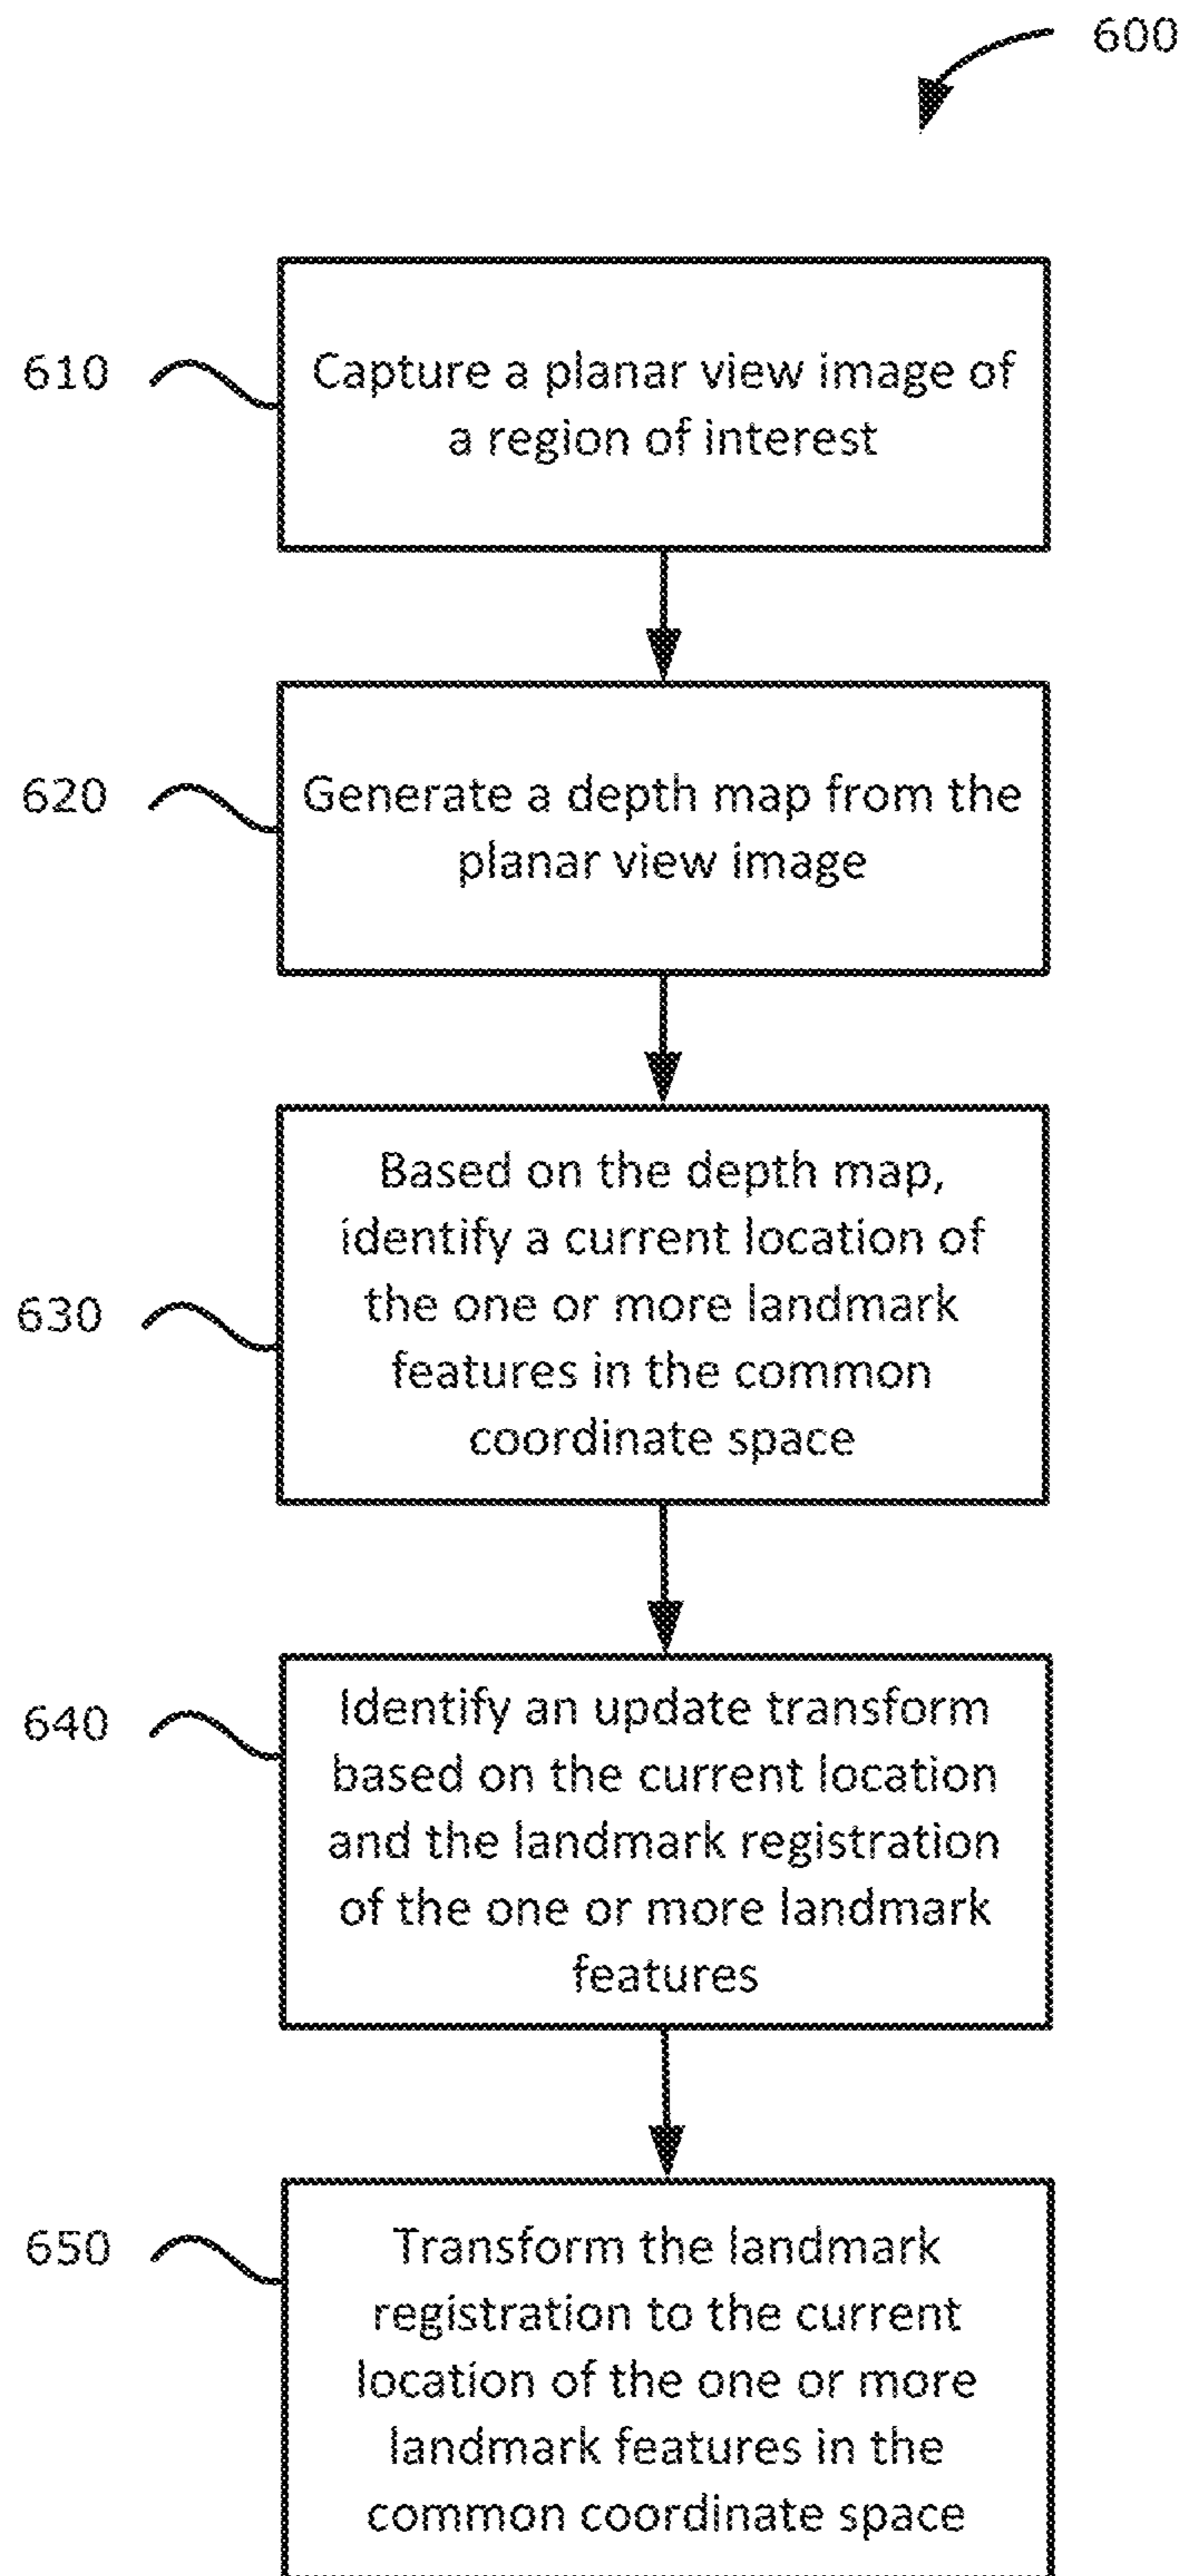 600
610
Capture a planar view image of
a region of interest
620
Generate a depth map from the
planar view image
630
Based on the depth map,
identify a current location of
the one or more landmark
features in the common
coordinate space
640
Identify an update transform
based on the current location
and the landmark registration
of the one or more landmark
features
650
Transform the landmark
registration to the current
location of the one or more
landmark features in the
common coordinate space